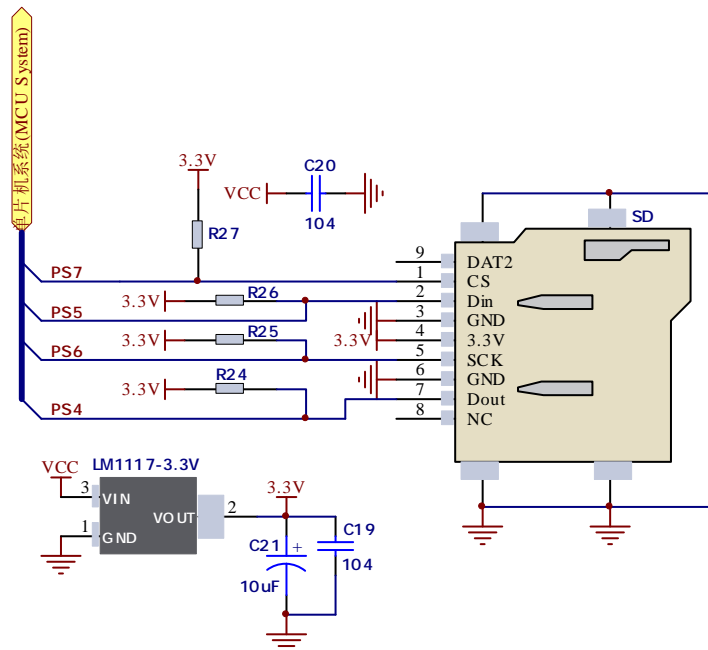 单片机系统(MCU System)
3.3V
C20
VCC
104
R27
SD
PS7
9
DAT2
1
CS
3.3V
R26
2
Din
PS5
3
GND
3.3V
R25
3.3V
4
3.3V
PS6
5
SCK
3.3V
R24
6
GND
PS4
7
Dout
8
NC
LM1117-3.3V
VCC
3
VIN
VOUT
2
1
GND
3.3V
C21
+
10uF
C19
104